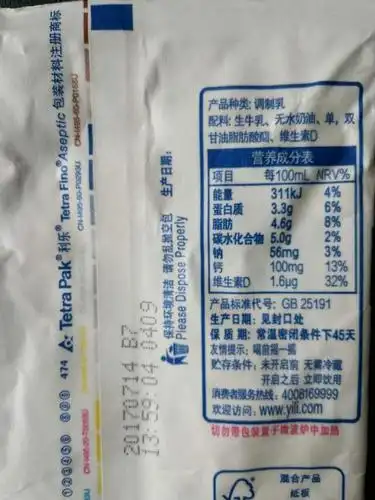 产品种类: 调制乳
配料: 生牛乳、无水奶油、单，双
甘油脂肪酸酯、维生素D
营养成分表
项目 每100mL NRV%
能量 311kJ 4%
蛋白质 3.3g 6%
脂肪 4.6g 8%
碳水化合物 5.0g 2%
钠 56mg 3%
钙 100mg 13%
维生素D 1.6μg 32%
产品标准代号: GB 25191
生产日期: 见封口处
保 质 期: 常温密闭条件下45天
友情提示: 喝前摇一摇
贮存条件: 未开启前 无需冷藏
开启之后 立即饮用
消费者服务热线: 4008169999
欢迎访问: www.yili.com
切勿带包装置于微波炉中加热
混合产品
纸板
生产日期:
保持环境清洁 请勿乱抛空包
Please Dispose Properly
20170714 B7
13:59:04 0409
474 Tetra Pak® 利乐® Tetra Fino® Aseptic 包装材料注册商标